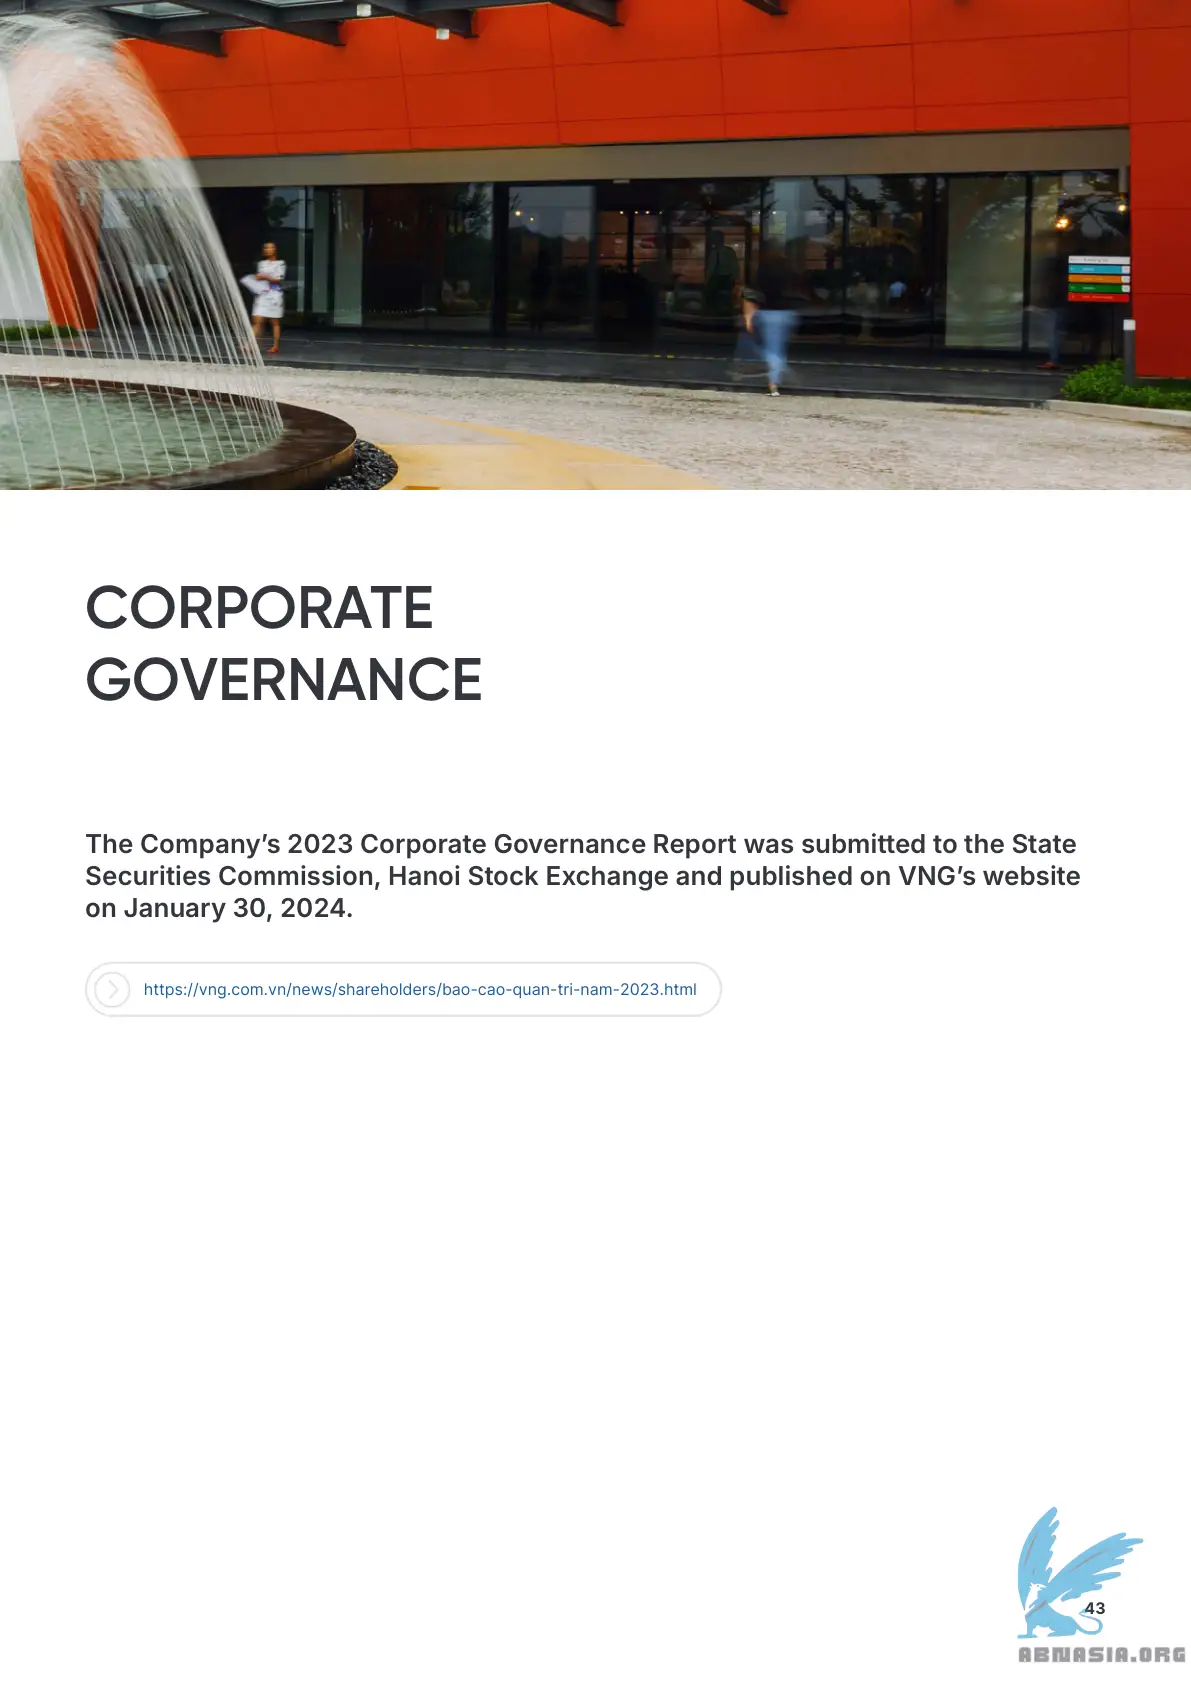 CORPORATE
GOVERNANCE
The Company’s 2023 Corporate Governance Report was submitted to the State
Securities Commission, Hanoi Stock Exchange and published on VNG’s website
on January 30, 2024.
https://vng.com.vn/news/shareholders/bao-cao-quan-tri-nam-2023.html
43
ABNASIA.ORG